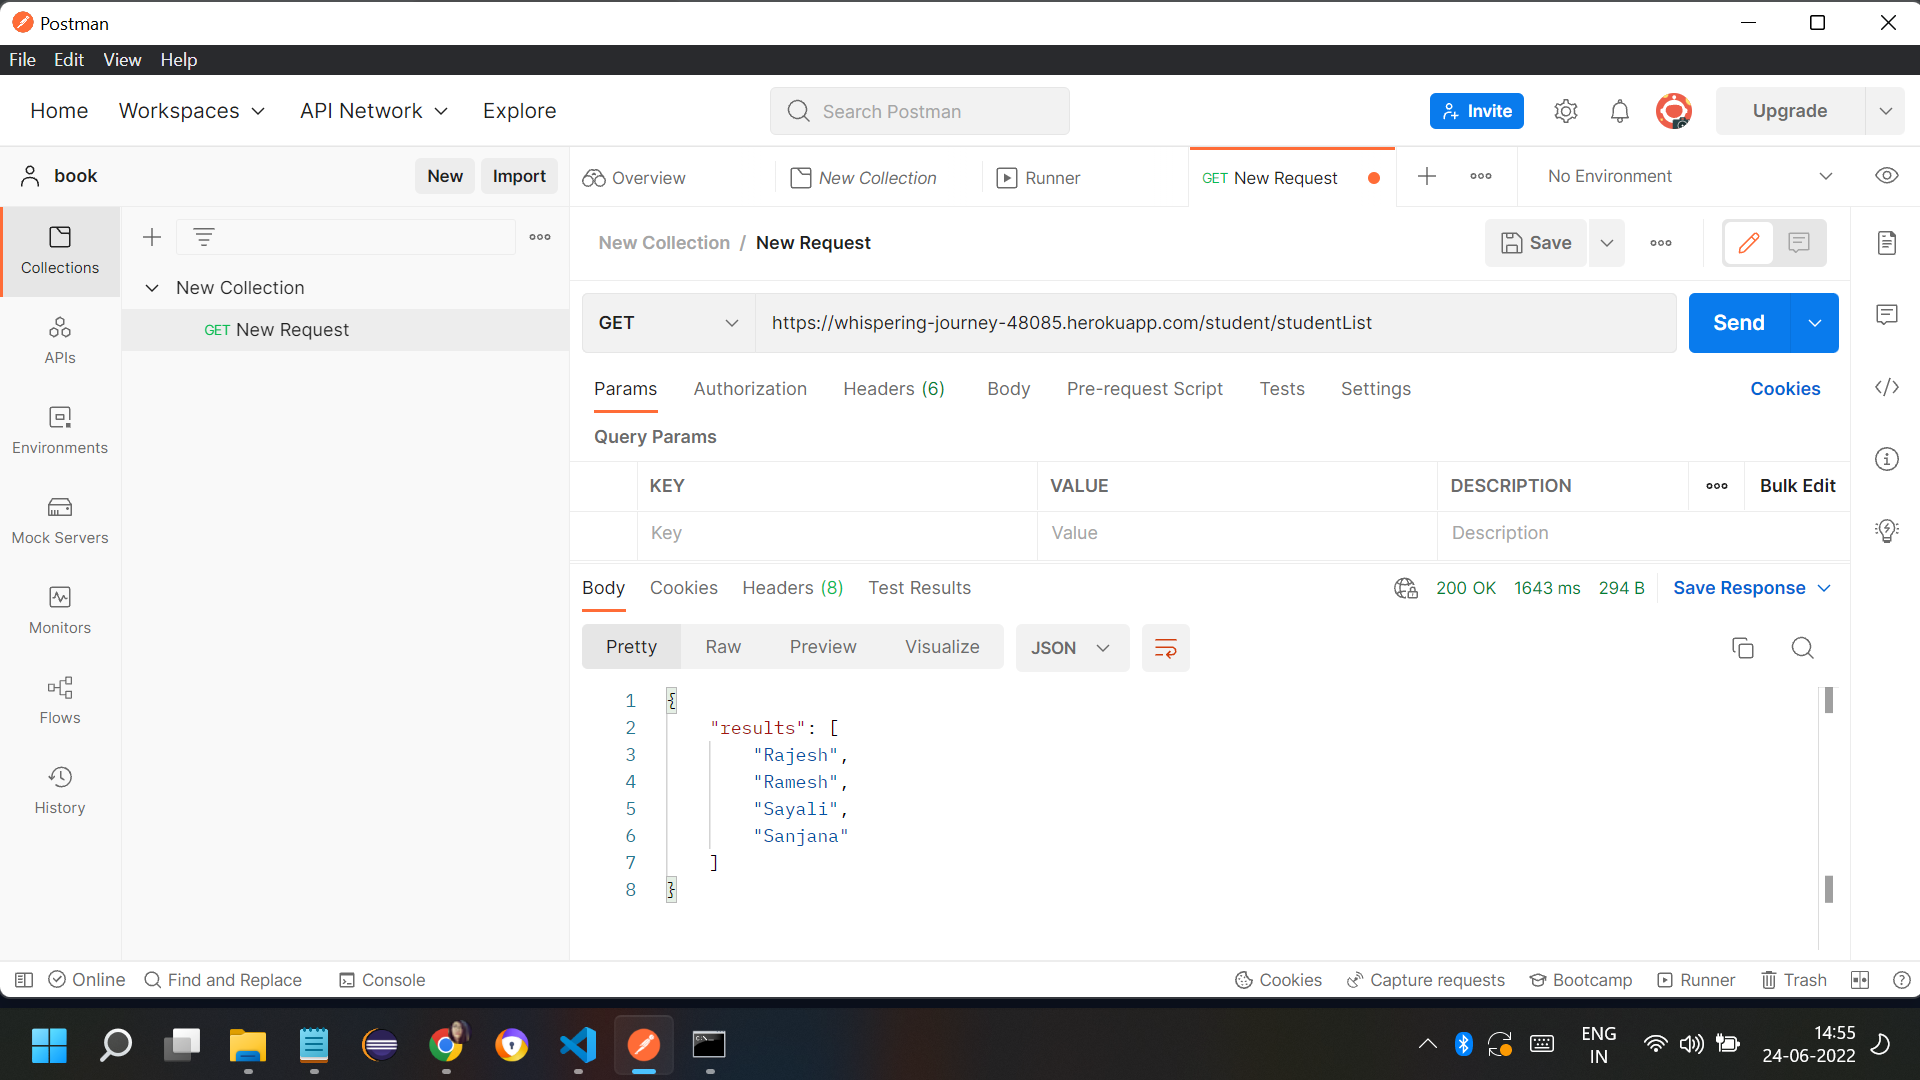 Postman
File Edit View Help
Home Workspaces API Network Explore Search Postman Invite Upgrade
book New Import Overview New Collection Runner GET New Request No Environment
Collections
New Collection / New Request Save
New Collection
GET New Request
GET https://whispering-journey-48085.herokuapp.com/student/studentList Send
APIs
Params Authorization Headers (6) Body Pre-request Script Tests Settings Cookies
Environments
Query Params
KEY VALUE DESCRIPTION Bulk Edit
Key Value Description
Mock Servers
Body Cookies Headers (8) Test Results 200 OK 1643 ms 294 B Save Response
Monitors
Pretty Raw Preview Visualize JSON
Flows
History
1 {
2 "results": [
3 "Rajesh",
4 "Ramesh",
5 "Sayali",
6 "Sanjana"
7 ]
8 }
Online Find and Replace Console Cookies Capture requests Bootcamp Runner Trash
ENG
IN
14:55
24-06-2022